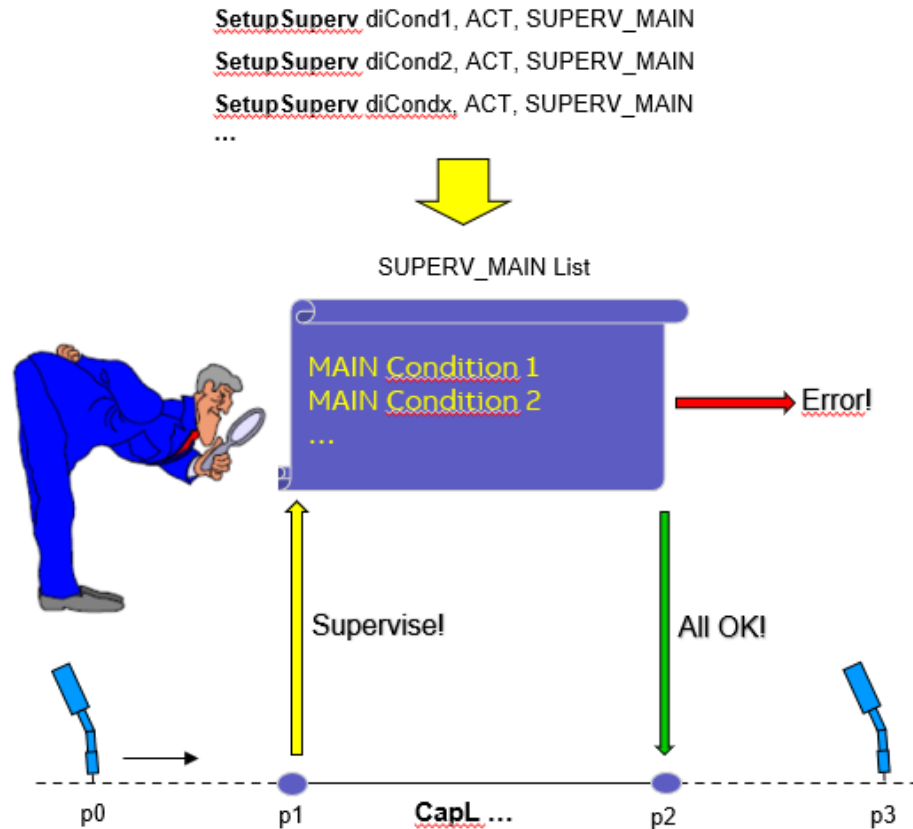 SetupSuperv diCond1, ACT, SUPERV_MAIN
SetupSuperv diCond2, ACT, SUPERV_MAIN
SetupSuperv diCondx, ACT, SUPERV_MAIN
...
SUPERV_MAIN List
MAIN Condition 1
MAIN Condition 2
...
Error!
Supervise!
All OK!
p0
p1
CapL ...
p2
p3